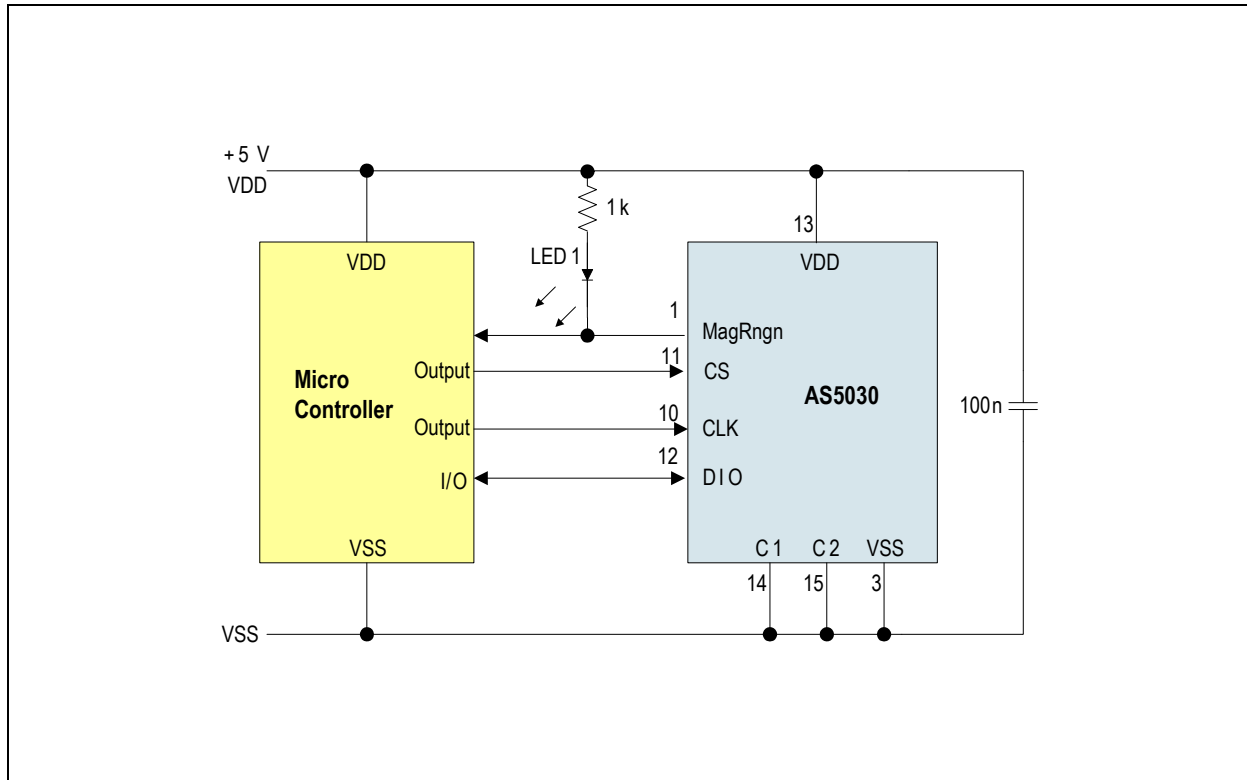 +5 V
VDD
1k
13
VDD
LED 1
VDD
1
MagRngn
11
Output
CS
Micro
Controller
AS5030
100n
10
Output
CLK
12
I/O
DIO
VSS
C1
C2
VSS
14
15
3
VSS